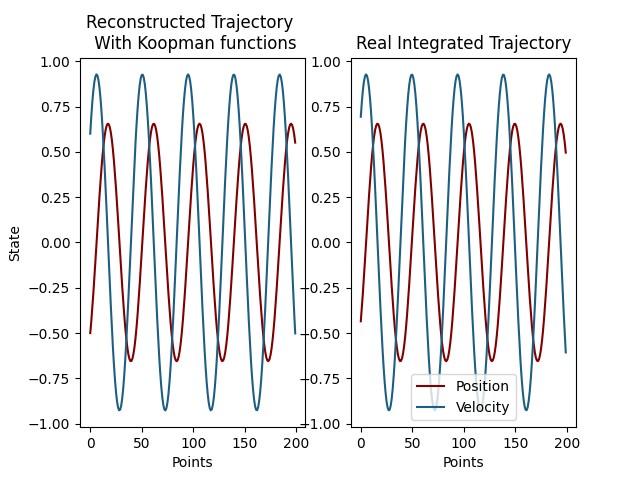 Reconstructed Trajectory
With Koopman functions
State
1.00
0.75
0.50
0.25
0.00
−0.25
−0.50
−0.75
−1.00
0 50 100 150 200
Points
Real Integrated Trajectory
1.00
0.75
0.50
0.25
0.00
−0.25
−0.50
−0.75
−1.00
Position
Velocity
0 50 100 150 200
Points